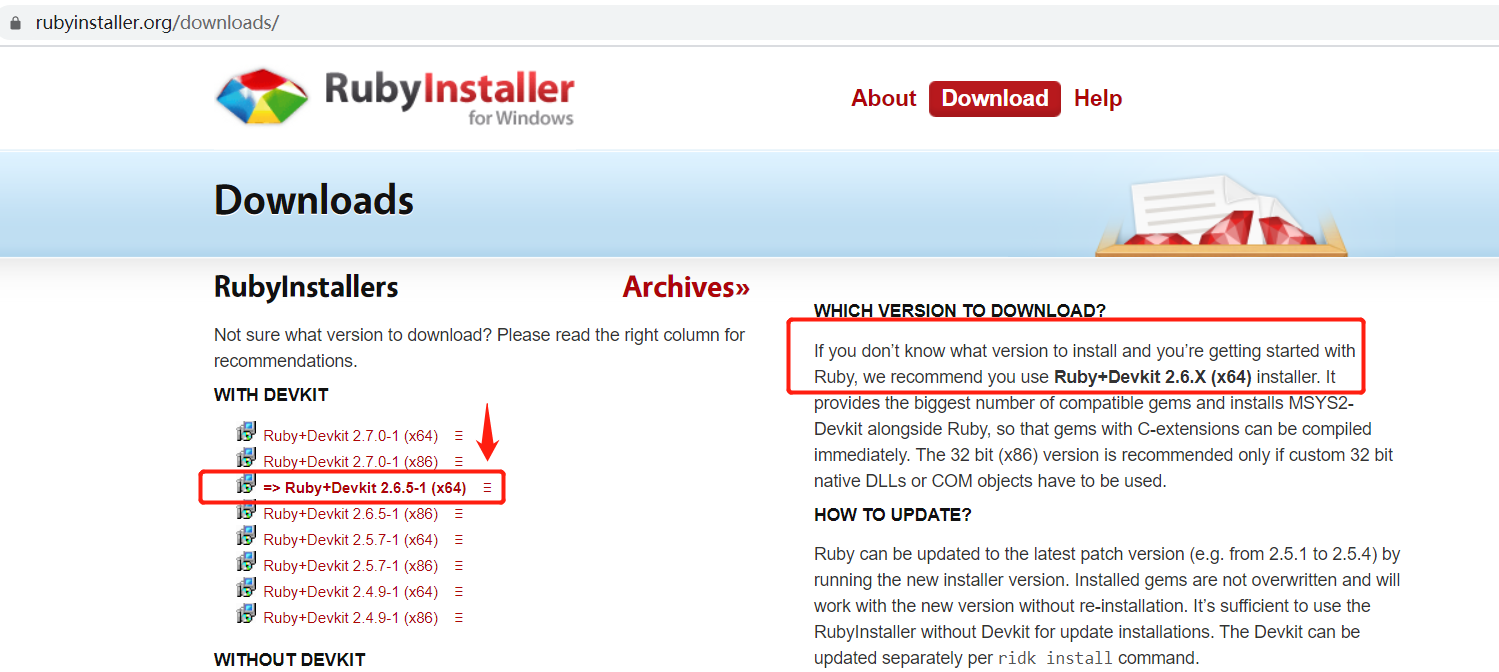 rubyinstaller.org/downloads/
RubyInstaller
for Windows
About Download Help
Downloads
RubyInstallers Archives»
Not sure what version to download? Please read the right column for
recommendations.
WITH DEVKIT
Ruby+Devkit 2.7.0-1 (x64) ☰
Ruby+Devkit 2.7.0-1 (x86) ☰
=> Ruby+Devkit 2.6.5-1 (x64) ☰
Ruby+Devkit 2.6.5-1 (x86) ☰
Ruby+Devkit 2.5.7-1 (x64) ☰
Ruby+Devkit 2.5.7-1 (x86) ☰
Ruby+Devkit 2.4.9-1 (x64) ☰
Ruby+Devkit 2.4.9-1 (x86) ☰
WITHOUT DEVKIT
WHICH VERSION TO DOWNLOAD?
If you don’t know what version to install and you’re getting started with
Ruby, we recommend you use Ruby+Devkit 2.6.X (x64) installer. It
provides the biggest number of compatible gems and installs MSYS2-
Devkit alongside Ruby, so that gems with C-extensions can be compiled
immediately. The 32 bit (x86) version is recommended only if custom 32 bit
native DLLs or COM objects have to be used.
HOW TO UPDATE?
Ruby can be updated to the latest patch version (e.g. from 2.5.1 to 2.5.4) by
running the new installer version. Installed gems are not overwritten and will
work with the new version without re-installation. It’s sufficient to use the
RubyInstaller without Devkit for update installations. The Devkit can be
updated separately per ridk install command.